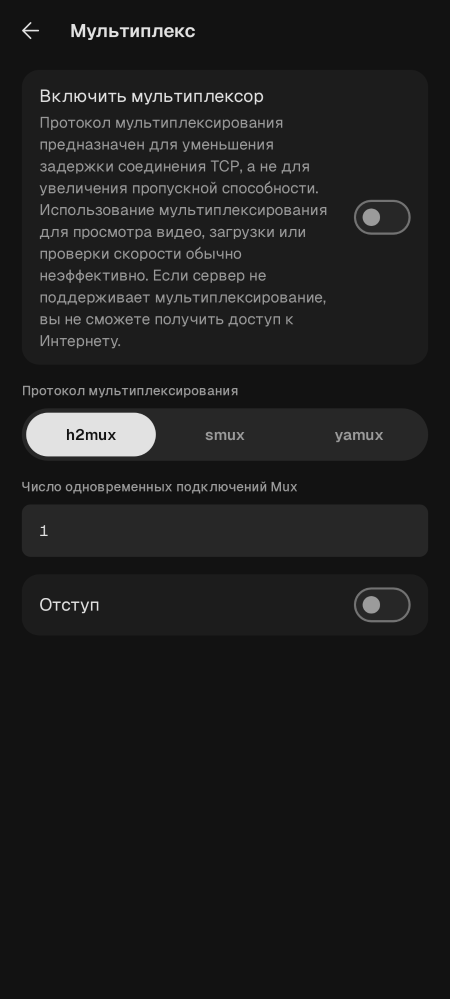 Мультиплекс
Включить мультиплексор
Протокол мультиплексирования
предназначен для уменьшения
задержки соединения TCP, а не для
увеличения пропускной способности.
Использование мультиплексирования
для просмотра видео, загрузки или
проверки скорости обычно
неэффективно. Если сервер не
поддерживает мультиплексирование,
вы не сможете получить доступ к
Интернету.
Протокол мультиплексирования
h2mux smux yamux
Число одновременных подключений Mux
1
Отступ